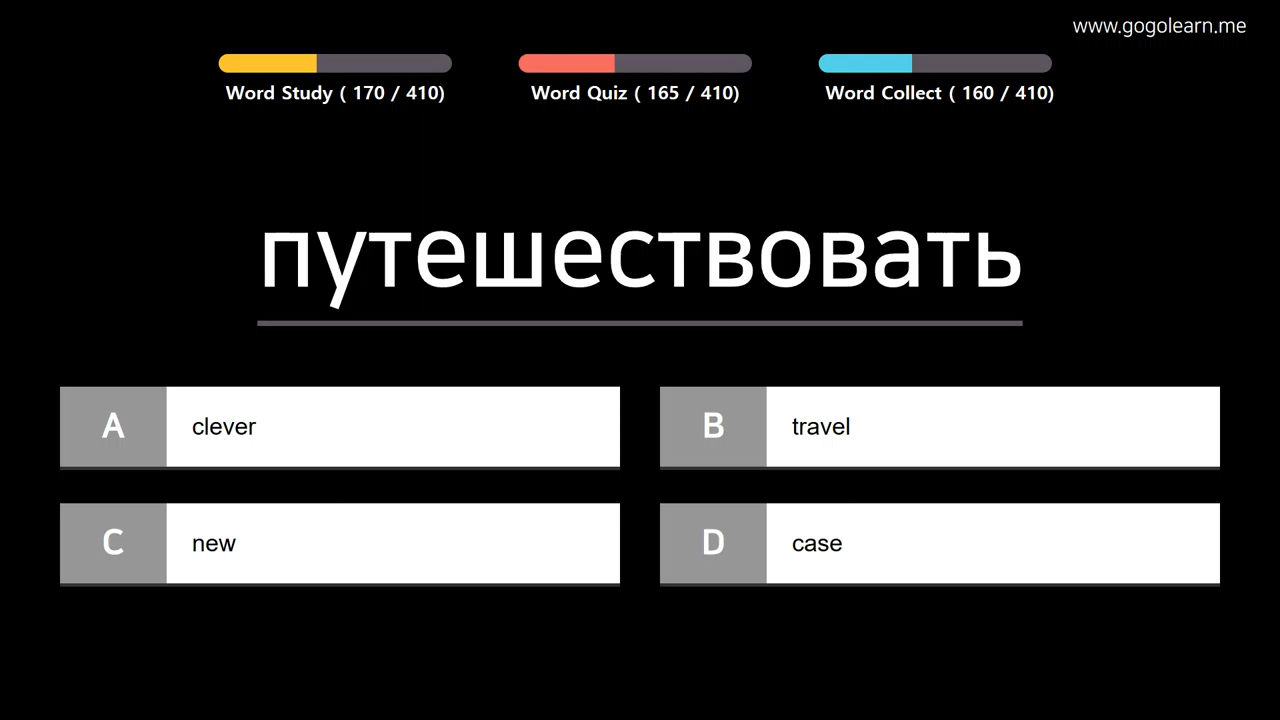 www.gogolearn.me
Word Study ( 170 / 410)
Word Quiz ( 165 / 410)
Word Collect ( 160 / 410)
путешествовать
A clever
B travel
C new
D case